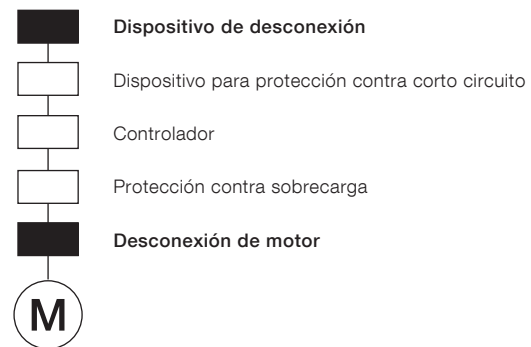 Dispositivo de desconexión
Dispositivo para protección contra corto circuito
Controlador
Protección contra sobrecarga
Desconexión de motor
M